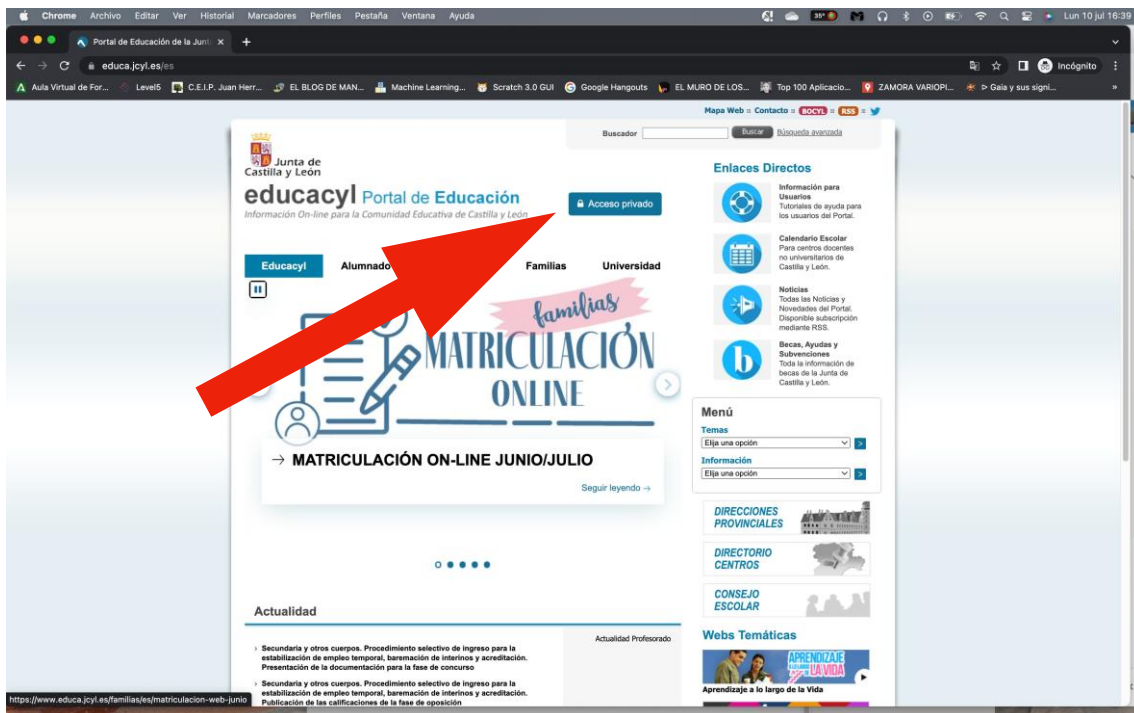 Chrome Archivo Editar Ver Historial Marcadores Perfiles Pestaña Ventana Ayuda
35° Lun 10 jul 16:39
Portal de Educación de la Junt
educa.jcyl.es/es
Incógnito
Aula Virtual de For... Level5 C.E.I.P. Juan Herr... EL BLOG DE MAN... Machine Learning... Scratch 3.0 GUI Google Hangouts EL MURO DE LOS... Top 100 Aplicacio... ZAMORA VARIOPI... ⊳ Gaia y sus signi... »
Mapa Web :: Contacto :: BOCYL :: RSS ::
Buscador Buscar Búsqueda avanzada
Junta de
Castilla y León
educacyl Portal de Educación
Información On-line para la Comunidad Educativa de Castilla y León
Acceso privado
Educacyl Alumnado Familias Universidad
familias
MATRICULACIÓN
ONLINE
→ MATRICULACIÓN ON-LINE JUNIO/JULIO
Seguir leyendo →
Actualidad
Actualidad Profesorado
› Secundaria y otros cuerpos. Procedimiento selectivo de ingreso para la
estabilización de empleo temporal, baremación de interinos y acreditación.
Presentación de la documentación para la fase de concurso
› Secundaria y otros cuerpos. Procedimiento selectivo de ingreso para la
estabilización de empleo temporal, baremación de interinos y acreditación.
Publicación de las calificaciones de la fase de oposición
Enlaces Directos
Información para
Usuarios
Tutoriales de ayuda para
los usuarios del Portal.
Calendario Escolar
Para centros docentes
no universitarios de
Castilla y León.
Noticias
Todas las Noticias y
Novedades del Portal.
Disponible subscripción
mediante RSS.
b
Becas, Ayudas y
Subvenciones
Toda la información de
becas de la Junta de
Castilla y León.
Menú
Temas
Elija una opción >
Información
Elija una opción >
DIRECCIONES
PROVINCIALES
DIRECTORIO
CENTROS
CONSEJO
ESCOLAR
Webs Temáticas
APRENDIZAJE
A LO LARGO DE
LA VIDA
Aprendizaje a lo largo de la Vida
https://www.educa.jcyl.es/familias/es/matriculacion-web-junio